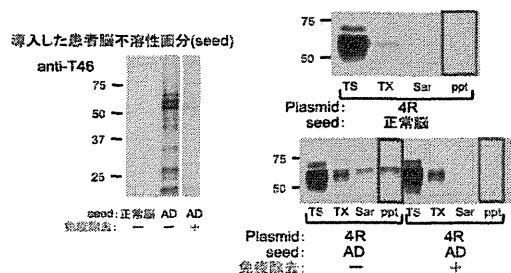 導入した患者脳不溶性画分(seed)
anti-T46
75
50
37
25
seed: 正常脳 AD AD
免疫除去: − − +
75
50
TS TX Sar ppt
Plasmid: 4R
seed: 正常脳
75
50
TS TX Sar ppt TS TX Sar ppt
Plasmid: 4R 4R
seed: AD AD
免疫除去: − +